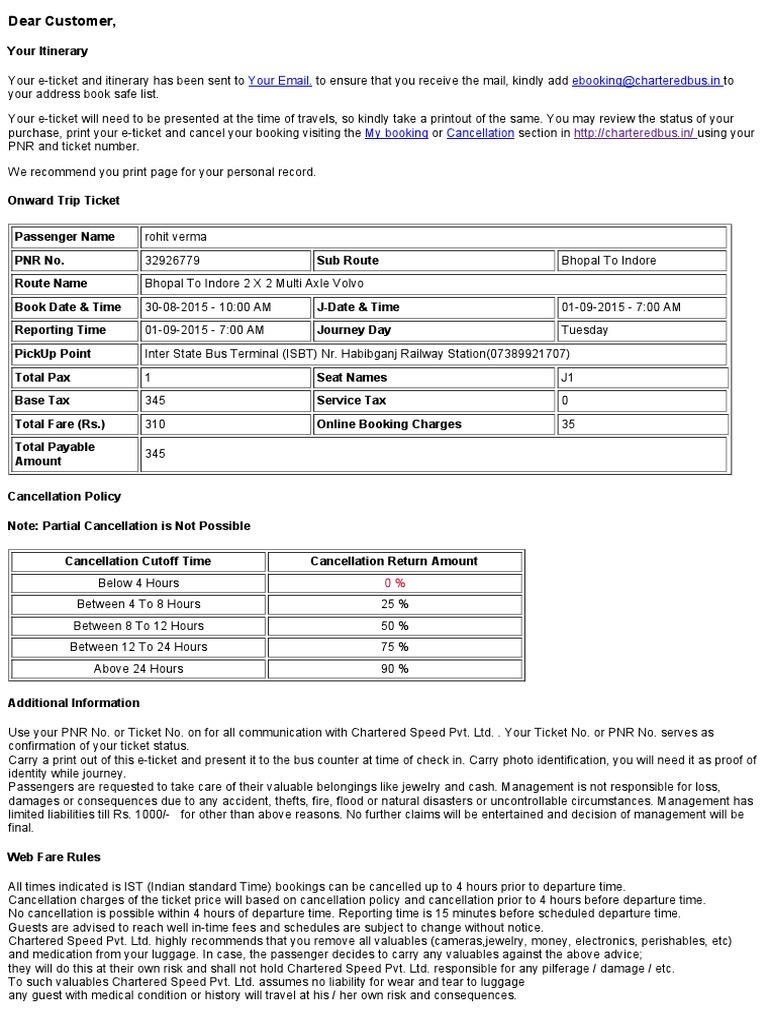 Dear Customer,
Your Itinerary
Your e-ticket and itinerary has been sent to Your Email, to ensure that you receive the mail, kindly add ebooking@charteredbus.in to
your address book safe list.
Your e-ticket will need to be presented at the time of travels, so kindly take a printout of the same. You may review the status of your
purchase, print your e-ticket and cancel your booking visiting the My booking or Cancellation section in http://charteredbus.in/ using your
PNR and ticket number.
We recommend you print page for your personal record.
Onward Trip Ticket
Passenger Name rohit verma
PNR No. 32926779 Sub Route Bhopal To Indore
Route Name Bhopal To Indore 2 X 2 Multi Axle Volvo
Book Date & Time 30-08-2015 - 10:00 AM J-Date & Time 01-09-2015 - 7:00 AM
Reporting Time 01-09-2015 - 7:00 AM Journey Day Tuesday
PickUp Point Inter State Bus Terminal (ISBT) Nr. Habibganj Railway Station(07389921707)
Total Pax 1 Seat Names J1
Base Tax 345 Service Tax 0
Total Fare (Rs.) 310 Online Booking Charges 35
Total Payable
Amount 345
Cancellation Policy
Note: Partial Cancellation is Not Possible
Cancellation Cutoff Time Cancellation Return Amount
Below 4 Hours 0 %
Between 4 To 8 Hours 25 %
Between 8 To 12 Hours 50 %
Between 12 To 24 Hours 75 %
Above 24 Hours 90 %
Additional Information
Use your PNR No. or Ticket No. on for all communication with Chartered Speed Pvt. Ltd. . Your Ticket No. or PNR No. serves as
confirmation of your ticket status.
Carry a print out of this e-ticket and present it to the bus counter at time of check in. Carry photo identification, you will need it as proof of
identity while journey.
Passengers are requested to take care of their valuable belongings like jewelry and cash. Management is not responsible for loss,
damages or consequences due to any accident, thefts, fire, flood or natural disasters or uncontrollable circumstances. Management has
limited liabilities till Rs. 1000/- for other than above reasons. No further claims will be entertained and decision of management will be
final.
Web Fare Rules
All times indicated is IST (Indian standard Time) bookings can be cancelled up to 4 hours prior to departure time.
Cancellation charges of the ticket price will based on cancellation policy and cancellation prior to 4 hours before departure time.
No cancellation is possible within 4 hours of departure time. Reporting time is 15 minutes before scheduled departure time.
Guests are advised to reach well in-time fees and schedules are subject to change without notice.
Chartered Speed Pvt. Ltd. highly recommends that you remove all valuables (cameras,jewelry, money, electronics, perishables, etc)
and medication from your luggage. In case, the passenger decides to carry any valuables against the above advice;
they will do this at their own risk and shall not hold Chartered Speed Pvt. Ltd. responsible for any pilferage / damage / etc.
To such valuables Chartered Speed Pvt. Ltd. assumes no liability for wear and tear to luggage
any guest with medical condition or history will travel at his / her own risk and consequences.